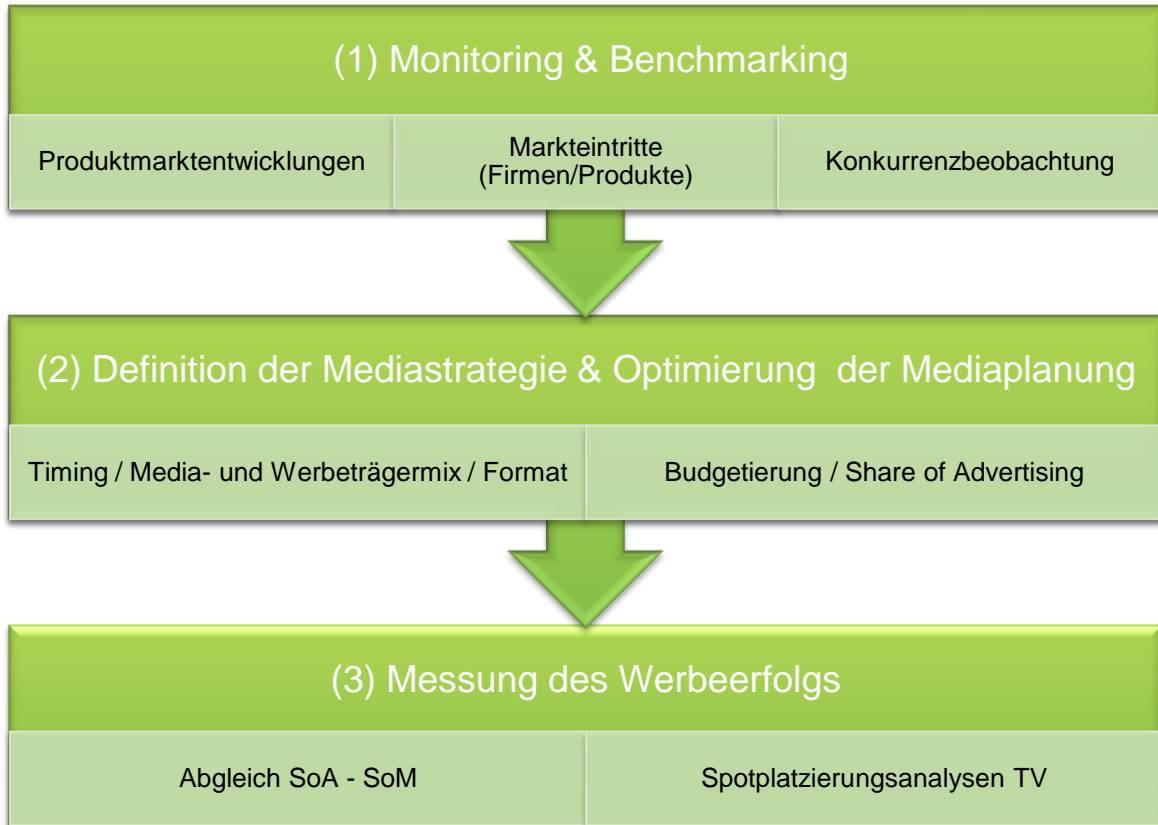 (1) Monitoring & Benchmarking
Produktmarktentwicklungen
Markteintritte
(Firmen/Produkte)
Konkurrenzbeobachtung
(2) Definition der Mediastrategie & Optimierung der Mediaplanung
Timing / Media- und Werbeträgermix / Format
Budgetierung / Share of Advertising
(3) Messung des Werbeerfolgs
Abgleich SoA - SoM
Spotplatzierungsanalysen TV